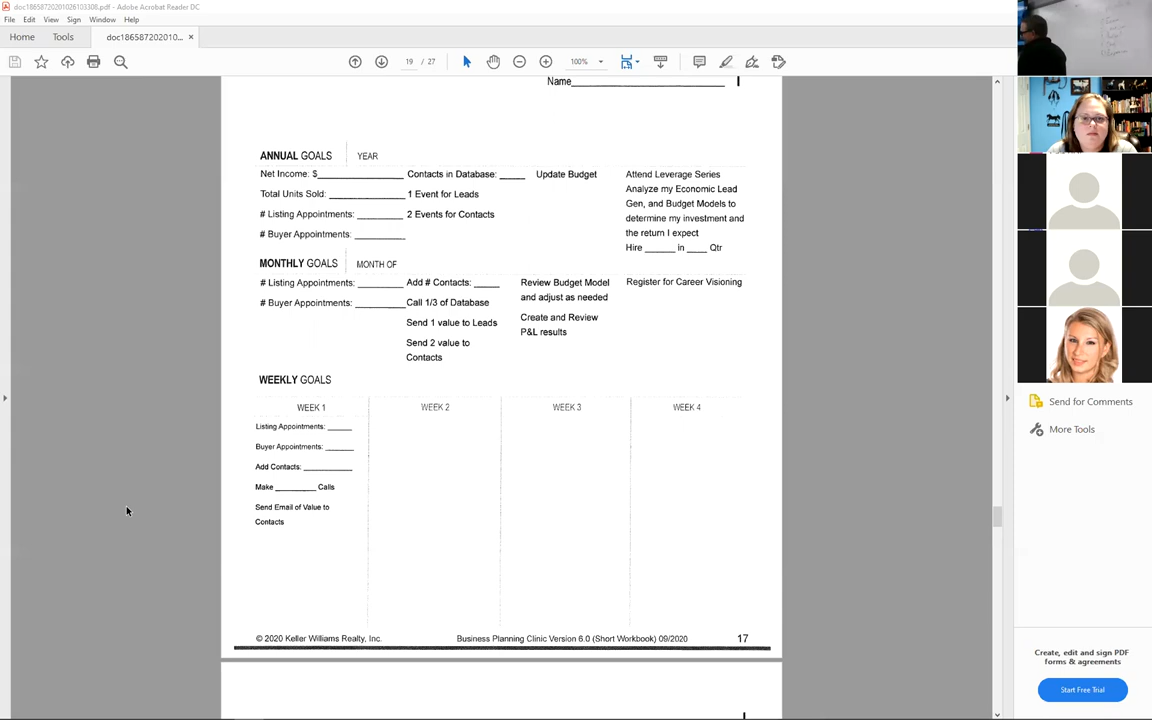 doc18658720201026103308.pdf - Adobe Acrobat Reader DC
File Edit View Sign Window Help
Home Tools doc186587202010... ×
19 / 27 100%
Name
ANNUAL GOALS YEAR
Net Income: $ Contacts in Database: Update Budget Attend Leverage Series
Analyze my Economic Lead
Total Units Sold: 1 Event for Leads Gen, and Budget Models to
# Listing Appointments: 2 Events for Contacts determine my investment and
# Buyer Appointments: the return I expect
Hire ______ in ____ Qtr
MONTHLY GOALS MONTH OF
# Listing Appointments: Add # Contacts: Review Budget Model Register for Career Visioning
and adjust as needed
# Buyer Appointments: Call 1/3 of Database
Send 1 value to Leads Create and Review
P&L results
Send 2 value to
Contacts
WEEKLY GOALS
WEEK 1 WEEK 2 WEEK 3 WEEK 4
Listing Appointments:
Buyer Appointments:
Add Contacts:
Make ________ Calls
Send Email of Value to
Contacts
© 2020 Keller Williams Realty, Inc. Business Planning Clinic Version 6.0 (Short Workbook) 09/2020 17
Send for Comments
More Tools
Create, edit and sign PDF
forms & agreements
Start Free Trial